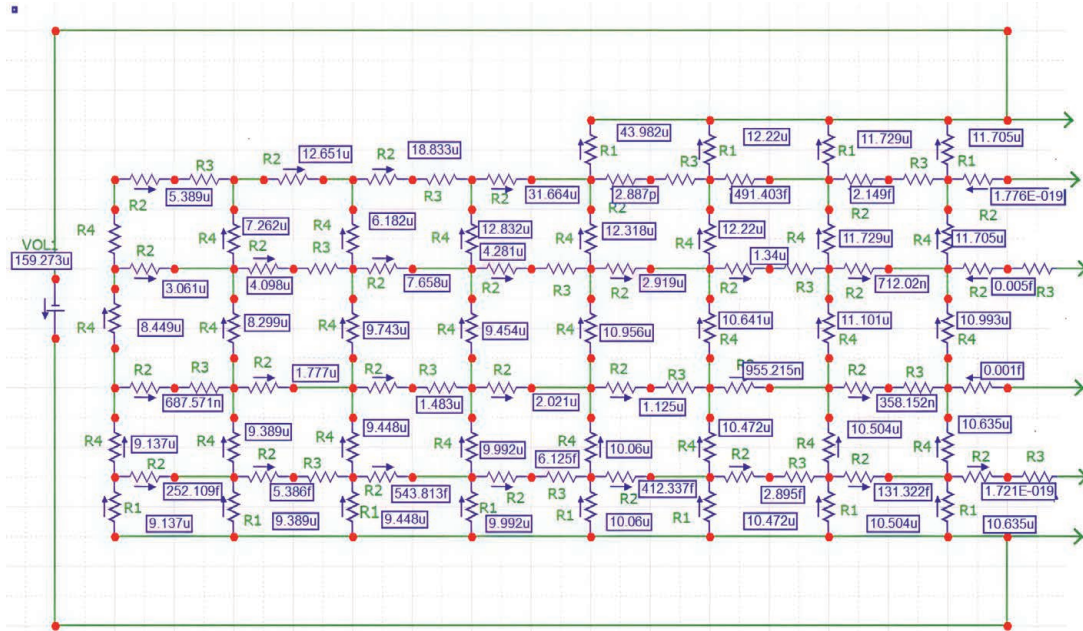 43.982u 12.22u 11.729u 11.705u
R1 R1 R1 R1
R2 12.651u R2 18.833u
R3 R3 R3
R2 5.389u R3 R2 31.664u 2.887p 491.403f 2.149f 1.776E-019
R2 R2 R2 R2
R4 R4 7.262u R4 6.182u R4 12.832u R4 12.318u R4 12.22u R4 11.729u R4 11.705u
VOL1 R2 R2 R3 4.281u 1.34u
159.273u
3.061u 4.098u R2 7.658u R3 R2 2.919u R2 R3 R2 712.02n R2 0.005f R3
R4 8.449u R4 8.299u R4 9.743u R4 9.454u R4 10.956u R4 10.641u R4 11.101u R4 10.993u
R3 R2 1.777u R2 R3 R2 R2 R3 955.215n R2 R3 0.001f
R2 687.571n 1.483u 2.021u 1.125u 358.152n R2
R4 9.137u R4 9.389u R4 9.448u R4 9.992u R4 10.06u R4 10.472u R4 10.504u R4 10.635u
R2 R2 R3 6.125f R2 R3 R2 R2 R3
252.109f 5.386f R2 543.813f R2 R3 R2 412.337f 2.895f 131.322f 1.721E-019
R1 9.137u R1 9.389u R1 9.448u R1 9.992u R1 10.06u R1 10.472u R1 10.504u R1 10.635u